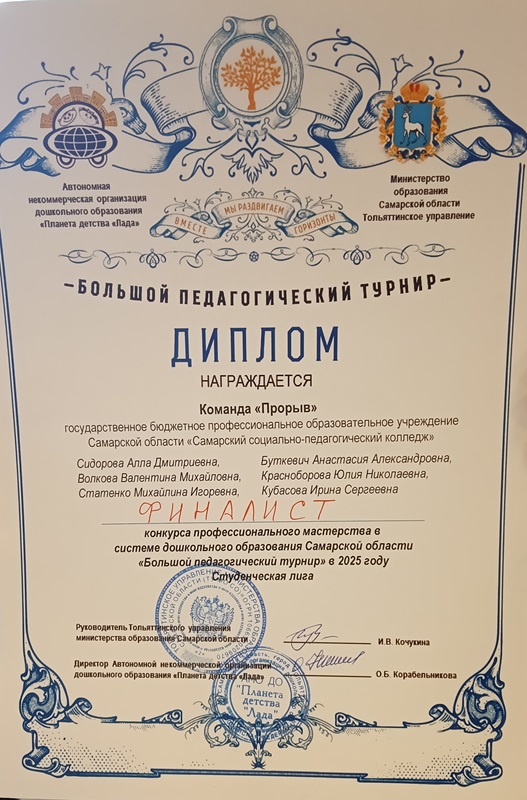 Автономная
некоммерческая организация
дошкольного образования
«Планета детства «Лада»
Министерство
образования
Самарской области
Тольяттинское управление
ВМЕСТЕ
МЫ РАЗДВИГАЕМ
ГОРИЗОНТЫ
БОЛЬШОЙ ПЕДАГОГИЧЕСКИЙ ТУРНИР
ДИПЛОМ
НАГРАЖДАЕТСЯ
Команда «Прорыв»
государственное бюджетное профессиональное образовательное учреждение
Самарской области «Самарский социально-педагогический колледж»
Сидорова Алла Дмитриевна, Буткевич Анастасия Александровна,
Волкова Валентина Михайловна, Красноборова Юлия Николаевна,
Статенко Михайлина Игоревна, Кубасова Ирина Сергеевна
ФИНАЛИСТ
конкурса профессионального мастерства в
системе дошкольного образования Самарской области
«Большой педагогический турнир» в 2025 году
Студенческая лига
Руководитель Тольяттинского управления
министерства образования Самарской области
И.В. Кочукина
Директор Автономной некоммерческой организации
дошкольного образования «Планета детства «Лада»
О.Б. Корабельникова
АНО ДО
"Планета
детства
"Лада"